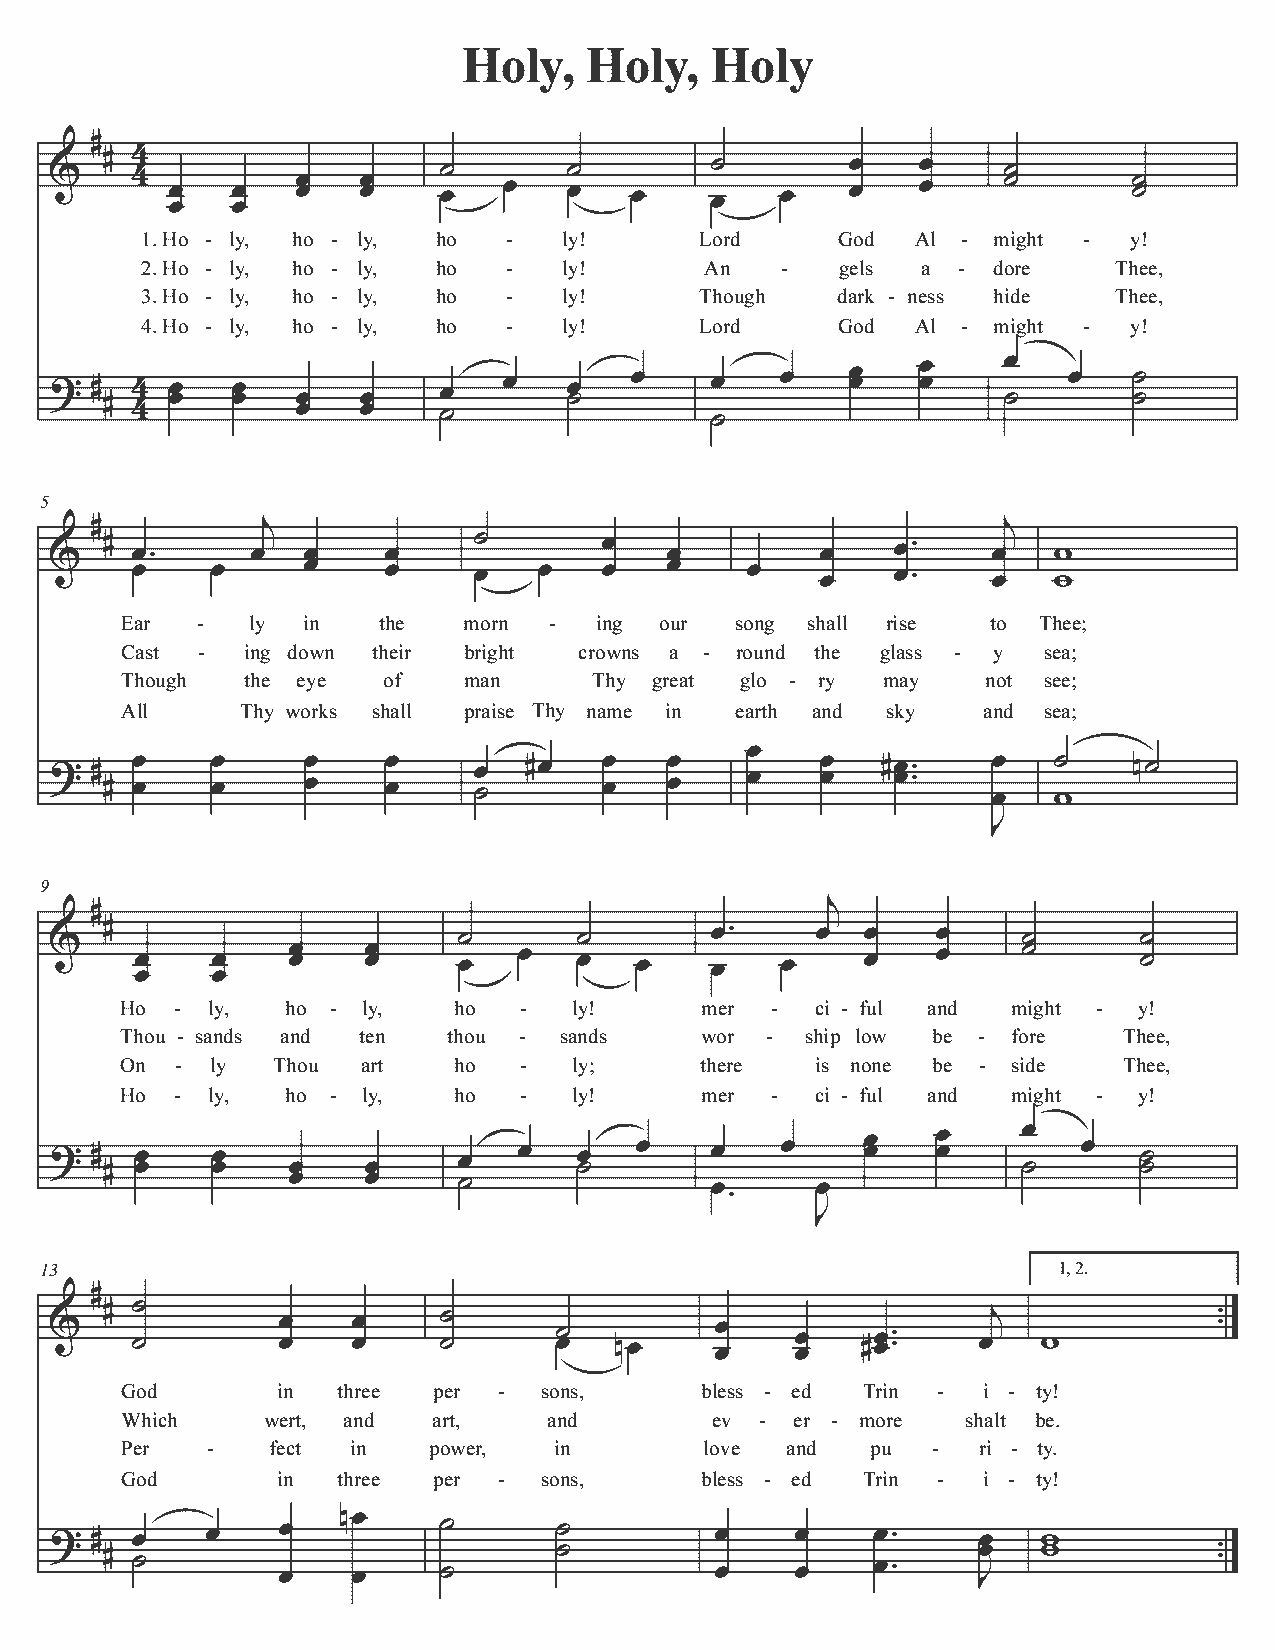 Holy, Holy, Holy
1. Ho - ly, ho - ly, ho - ly! Lord God Al - might - y!
2. Ho - ly, ho - ly, ho - ly! An - gels a - dore Thee,
3. Ho - ly, ho - ly, ho - ly! Though dark - ness hide Thee,
4. Ho - ly, ho - ly, ho - ly! Lord God Al - might - y!
5
Ear - ly in the morn - ing our song shall rise to Thee;
Cast - ing down their bright crowns a - round the glass - y sea;
Though the eye of man Thy great glo - ry may not see;
All Thy works shall praise Thy name in earth and sky and sea;
9
Ho - ly, ho - ly, ho - ly! mer - ci - ful and might - y!
Thou - sands and ten thou - sands wor - ship low be - fore Thee,
On - ly Thou art ho - ly; there is none be - side Thee,
Ho - ly, ho - ly, ho - ly! mer - ci - ful and might - y!
13 1, 2.
God in three per - sons, bless - ed Trin - i - ty!
Which wert, and art, and ev - er - more shalt be.
Per - fect in power, in love and pu - ri - ty.
God in three per - sons, bless - ed Trin - i - ty!